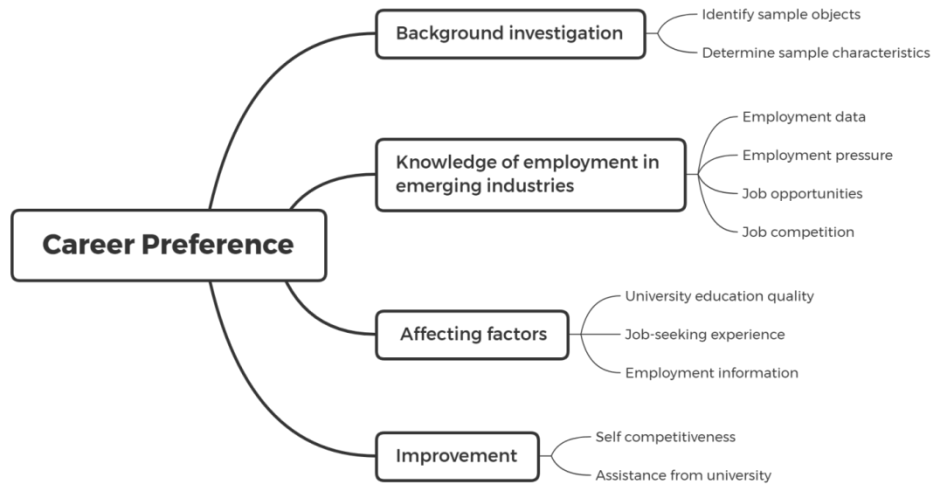 Career Preference
Background investigation
Identify sample objects
Determine sample characteristics
Knowledge of employment in
emerging industries
Employment data
Employment pressure
Job opportunities
Job competition
Affecting factors
University education quality
Job-seeking experience
Employment information
Improvement
Self competitiveness
Assistance from university